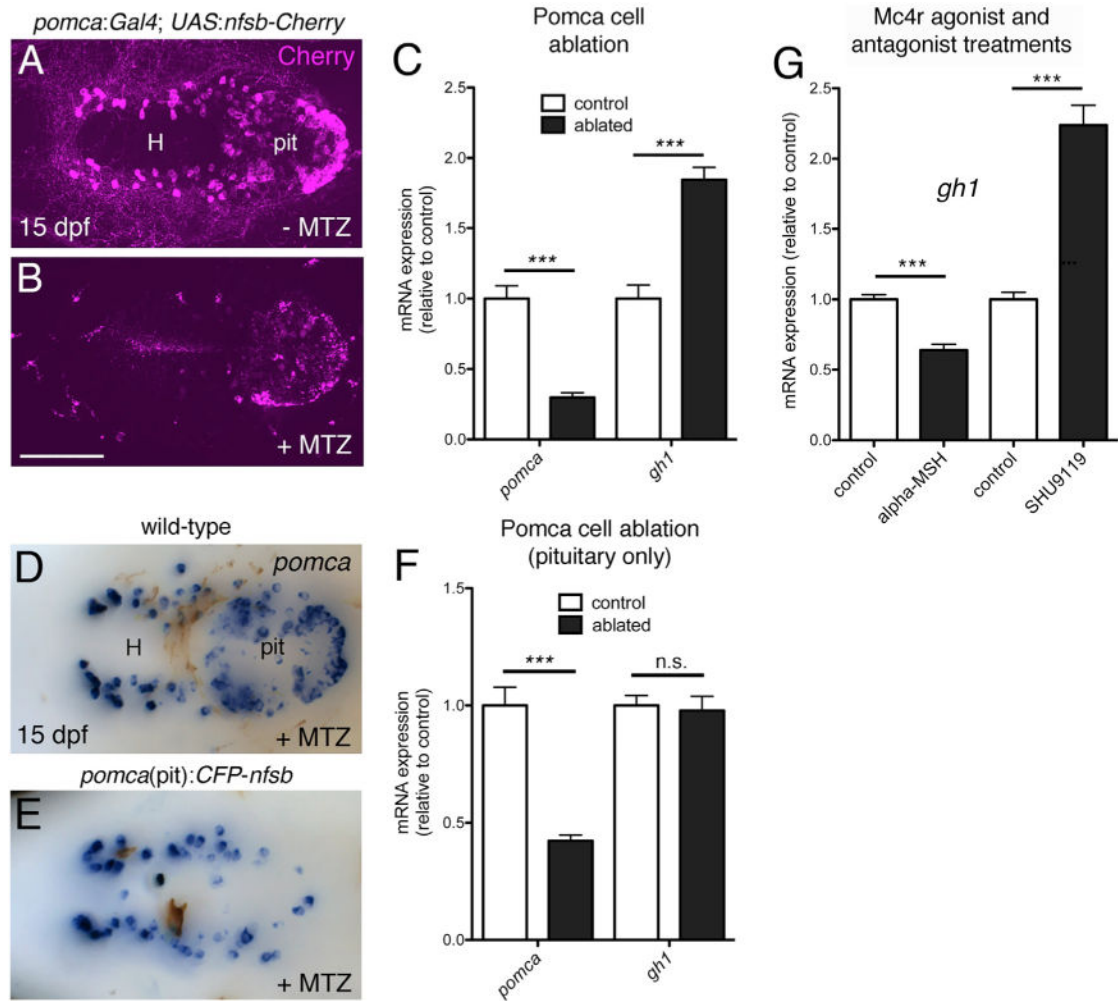 pomca:Gal4; UAS:nfsb-Cherry
A
Cherry
H
pit
15 dpf
- MTZ
B
+ MTZ
C
Pomca cell
ablation
control
ablated
mRNA expression
(relative to control)
2.5
2.0
1.5
1.0
0.5
0.0
***
***
pomca
gh1
G
Mc4r agonist and
antagonist treatments
mRNA expression (relative to control)
2.5
2.0
1.5
1.0
0.5
0.0
gh1
***
***
***
control
alpha-MSH
control
SHU9119
wild-type
D
pomca
H
pit
15 dpf
+ MTZ
pomca(pit):CFP-nfsb
E
+ MTZ
F
Pomca cell ablation
(pituitary only)
control
ablated
mRNA expression
(relative to control)
1.5
1.0
0.5
0.0
***
n.s.
pomca
gh1